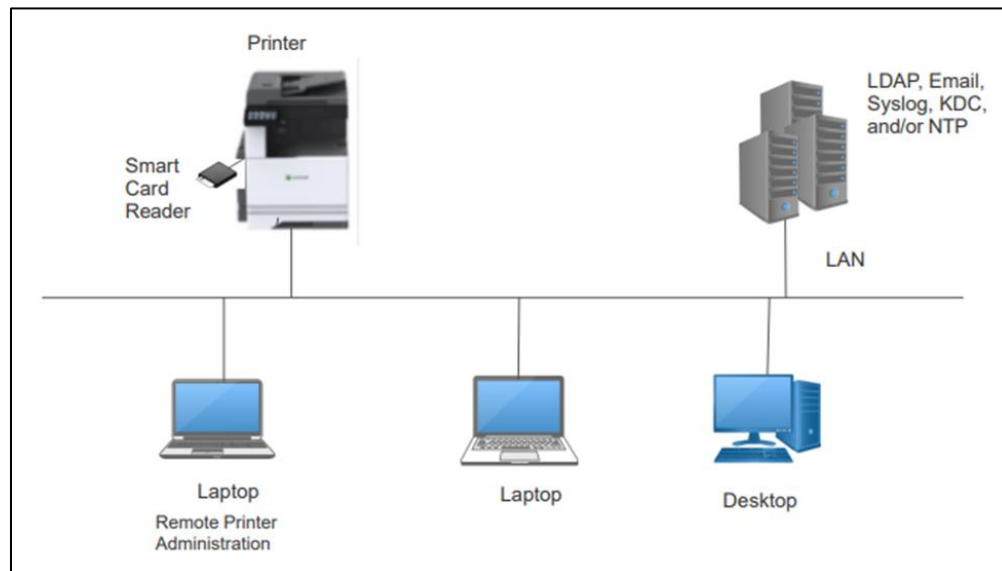 Printer
LDAP, Email,
Syslog, KDC,
and/or NTP
Smart
Card
Reader
LAN
Laptop
Remote Printer
Administration
Laptop
Desktop